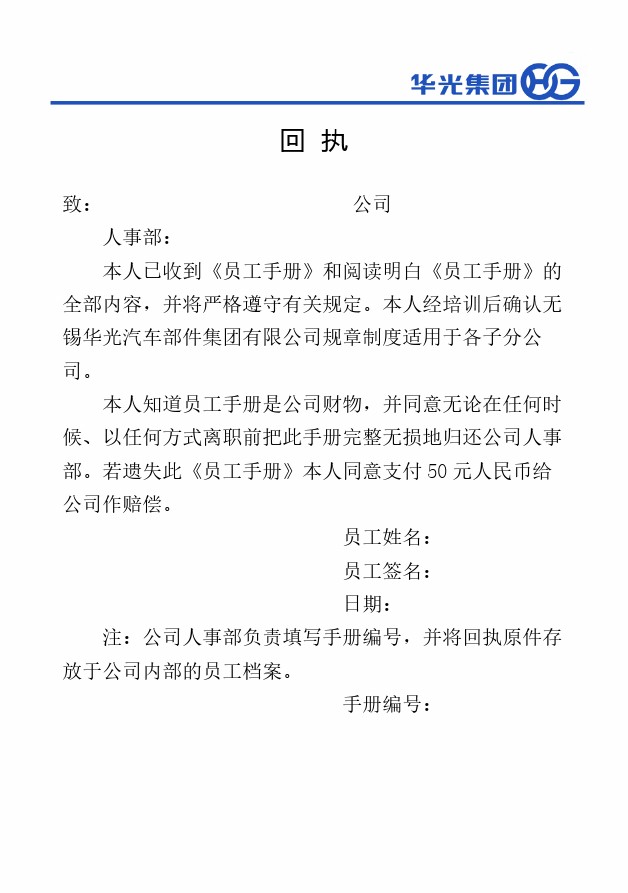 华光集团 HG
回 执
致： 公司
人事部：
本人已收到《员工手册》和阅读明白《员工手册》的
全部内容，并将严格遵守有关规定。本人经培训后确认无
锡华光汽车部件集团有限公司规章制度适用于各子分公
司。
本人知道员工手册是公司财物，并同意无论在任何时
候、以任何方式离职前把此手册完整无损地归还公司人事
部。若遗失此《员工手册》本人同意支付 50 元人民币给
公司作赔偿。
员工姓名：
员工签名：
日期：
注：公司人事部负责填写手册编号，并将回执原件存
放于公司内部的员工档案。
手册编号：